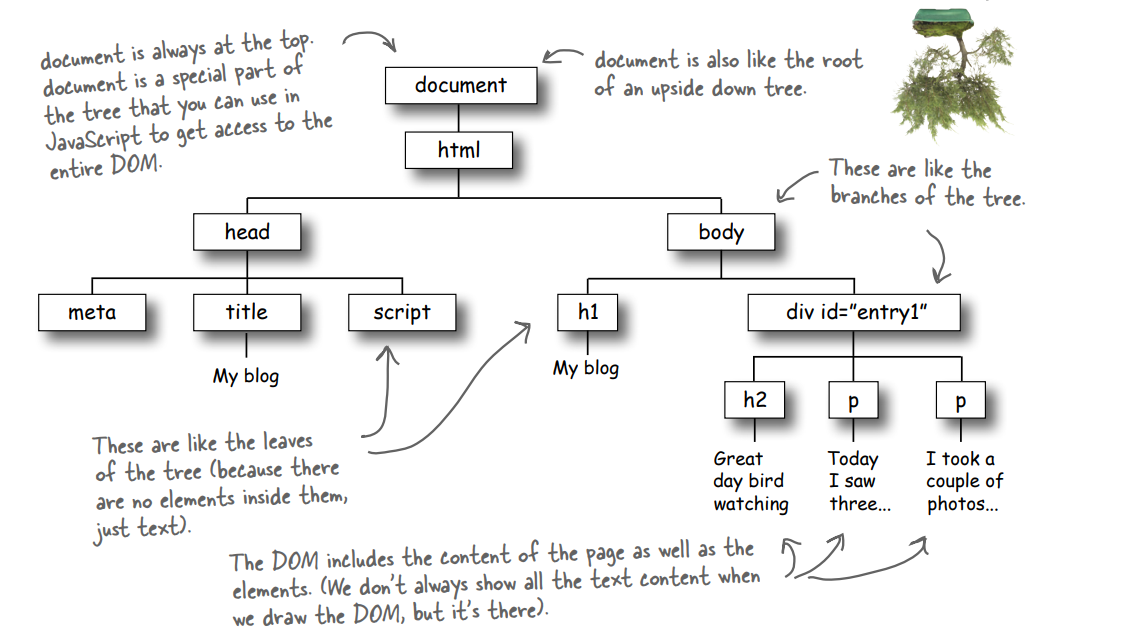 document is always at the top.
document is a special part of
the tree that you can use in
JavaScript to get access to the
entire DOM.
document
document is also like the root
of an upside down tree.
html
These are like the
branches of the tree.
head
body
meta
title
script
h1
div id="entry1"
My blog
My blog
h2
p
p
Great
day bird
watching
Today
I saw
three...
I took a
couple of
photos...
These are like the leaves
of the tree (because there
are no elements inside them,
just text).
The DOM includes the content of the page as well as the
elements. (We don't always show all the text content when
we draw the DOM, but it's there).